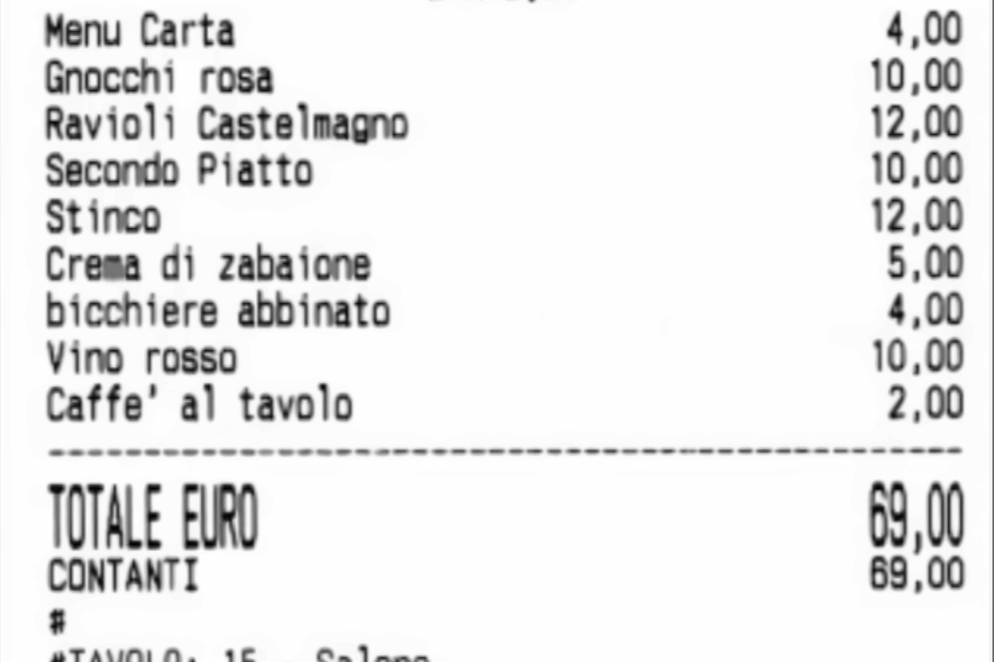 Menu Carta 4,00
Gnocchi rosa 10,00
Ravioli Castelmagno 12,00
Secondo Piatto 10,00
Stinco 12,00
Crema di zabaione 5,00
bicchiere abbinato 4,00
Vino rosso 10,00
Caffe' al tavolo 2,00
------------------------------------------------
TOTALE EURO 69,00
CONTANTI 69,00
#
#TAVOLO: 15 - Salone